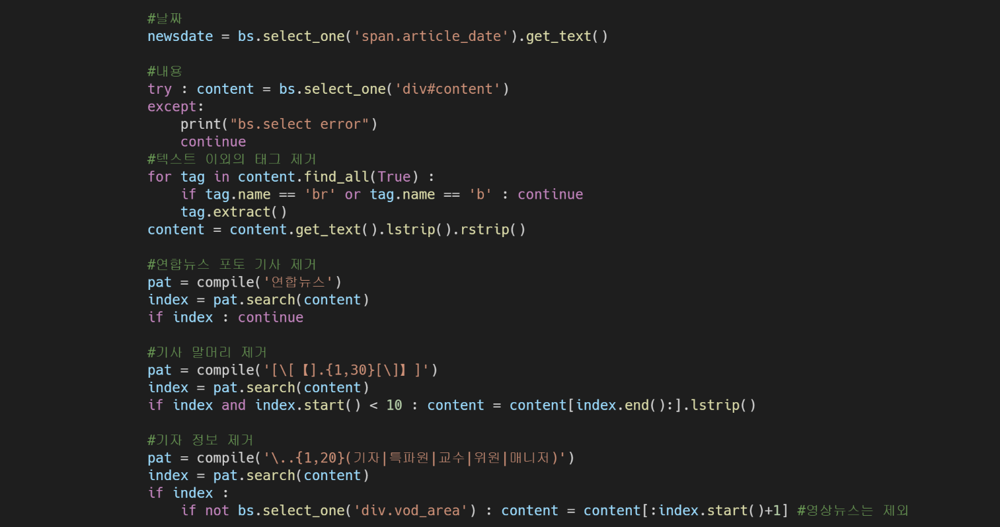 #날짜
newsdate = bs.select_one('span.article_date').get_text()
#내용
try : content = bs.select_one('div#content')
except:
print("bs.select error")
continue
#텍스트 이외의 태그 제거
for tag in content.find_all(True) :
if tag.name == 'br' or tag.name == 'b' : continue
tag.extract()
content = content.get_text().lstrip().rstrip()
#연합뉴스 포토 기사 제거
pat = compile('연합뉴스')
index = pat.search(content)
if index : continue
#기사 말머리 제거
pat = compile('[\[【].{1,30}[\]】]')
index = pat.search(content)
if index and index.start() < 10 : content = content[index.end():].lstrip()
#기자 정보 제거
pat = compile('\..{1,20}(기자|특파원|교수|위원|매니저)')
index = pat.search(content)
if index :
if not bs.select_one('div.vod_area') : content = content[:index.start()+1] #영상뉴스는 제외